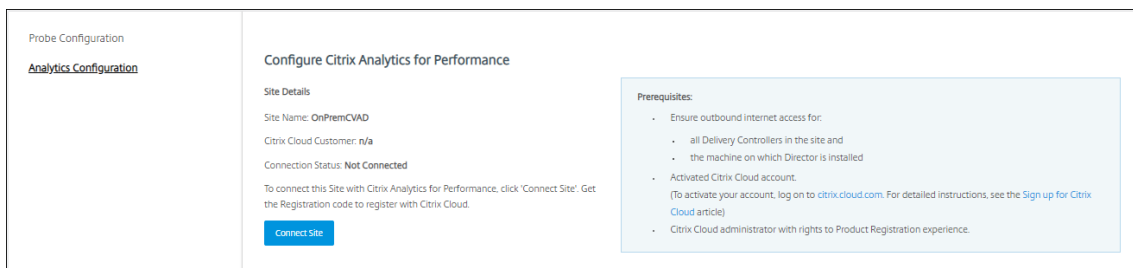 Probe Configuration
Analytics Configuration
Configure Citrix Analytics for Performance
Site Details
Site Name: OnPremCVAD
Citrix Cloud Customer: n/a
Connection Status: Not Connected
To connect this Site with Citrix Analytics for Performance, click 'Connect Site'. Get
the Registration code to register with Citrix Cloud.
Connect Site
Prerequisites:
• Ensure outbound internet access for:
• all Delivery Controllers in the site and
• the machine on which Director is installed
• Activated Citrix Cloud account.
(To activate your account, log on to citrix.cloud.com. For detailed instructions, see the Sign up for Citrix
Cloud article)
• Citrix Cloud administrator with rights to Product Registration experience.